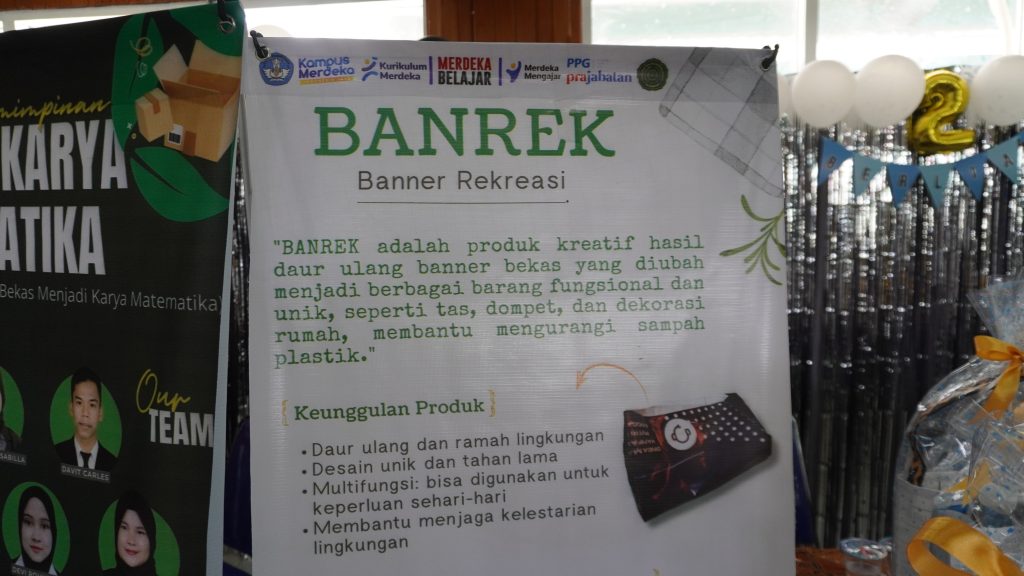 Kampus
Merdeka
Kurikulum
Merdeka
MERDEKA
BELAJAR
Merdeka
Mengajar
PPG
prajabatan
BANREK
Banner Rekreasi
"BANREK adalah produk kreatif hasil
daur ulang banner bekas yang diubah
menjadi berbagai barang fungsional dan
unik, seperti tas, dompet, dan dekorasi
rumah, membantu mengurangi sampah
plastik."
Keunggulan Produk
• Daur ulang dan ramah lingkungan
• Desain unik dan tahan lama
• Multifungsi: bisa digunakan untuk
keperluan sehari-hari
• Membantu menjaga kelestarian
lingkungan
KARYA
ATIKA
Bekas Menjadi Karya Matematika)
Our
TEAM
DAVIT CARLES
2